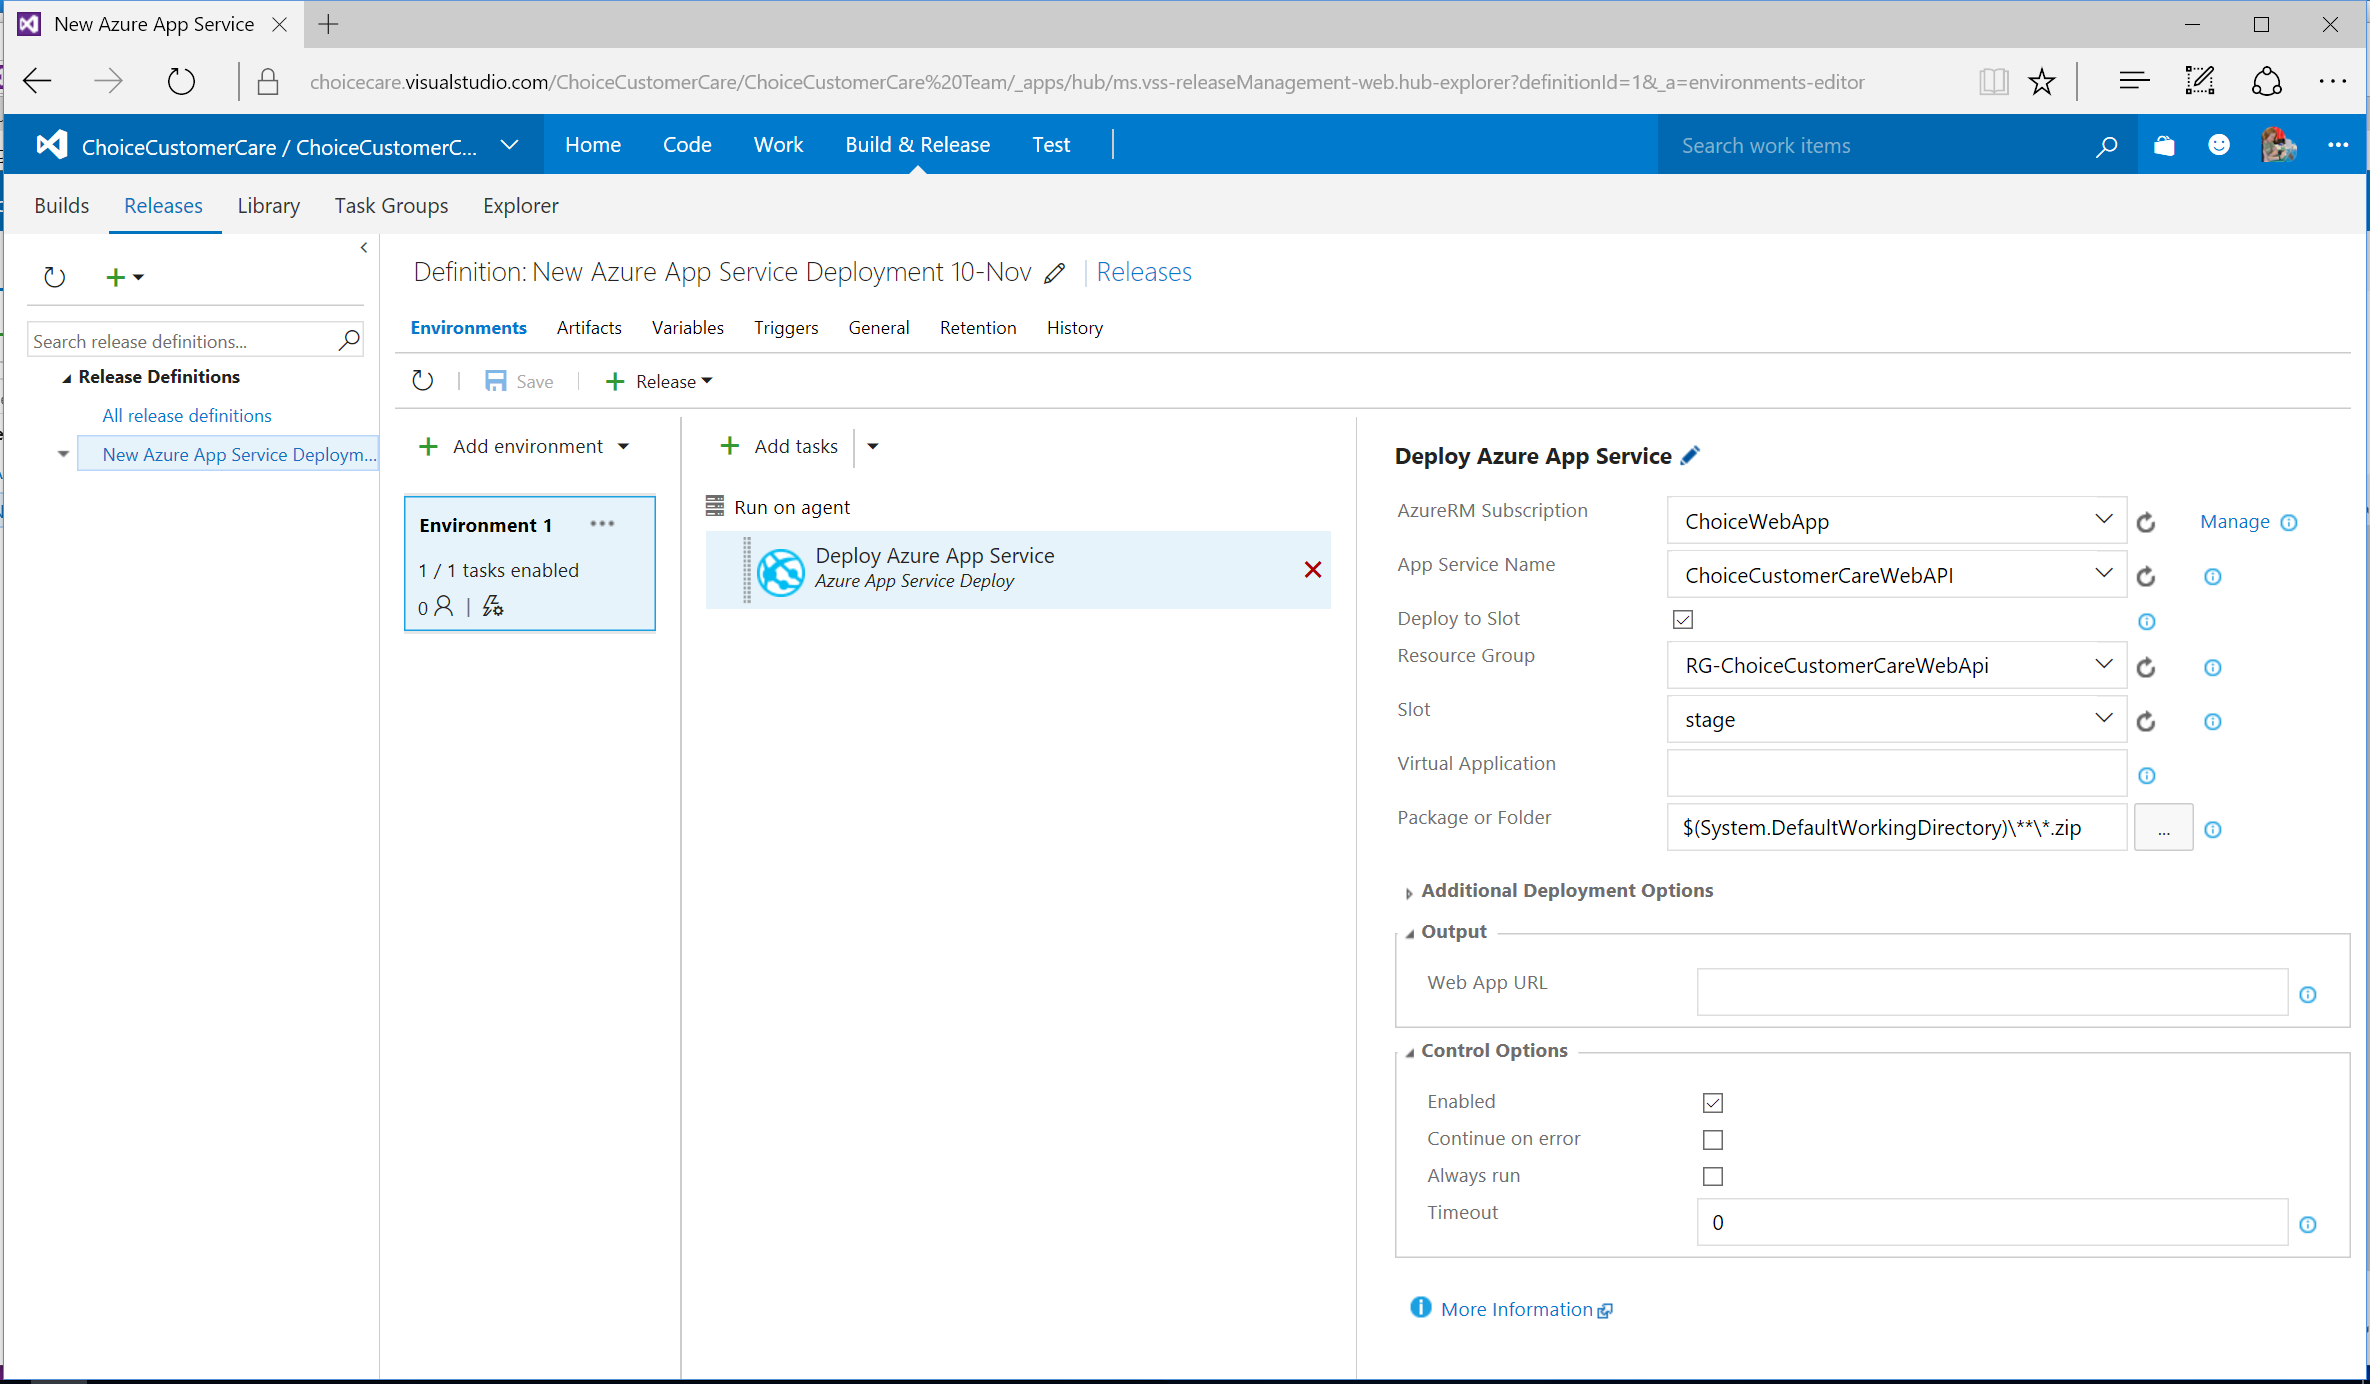 New Azure App Service
choicecare.visualstudio.com/ChoiceCustomerCare/ChoiceCustomerCare%20Team/_apps/hub/ms.vss-releaseManagement-web.hub-explorer?definitionId=1&_a=environments-editor
ChoiceCustomerCare / ChoiceCustomerC... Home Code Work Build & Release Test Search work items
Builds Releases Library Task Groups Explorer
Definition: New Azure App Service Deployment 10-Nov | Releases
Environments Artifacts Variables Triggers General Retention History
Save Release
Search release definitions...
Release Definitions
All release definitions
New Azure App Service Deploym...
Add environment
Environment 1 ...
1 / 1 tasks enabled
0
Add tasks
Run on agent
Deploy Azure App Service
Azure App Service Deploy
Deploy Azure App Service
AzureRM Subscription ChoiceWebApp Manage
App Service Name ChoiceCustomerCareWebAPI
Deploy to Slot
Resource Group RG-ChoiceCustomerCareWebApi
Slot stage
Virtual Application
Package or Folder $(System.DefaultWorkingDirectory)\**\*.zip ...
Additional Deployment Options
Output
Web App URL
Control Options
Enabled
Continue on error
Always run
Timeout 0
More Information